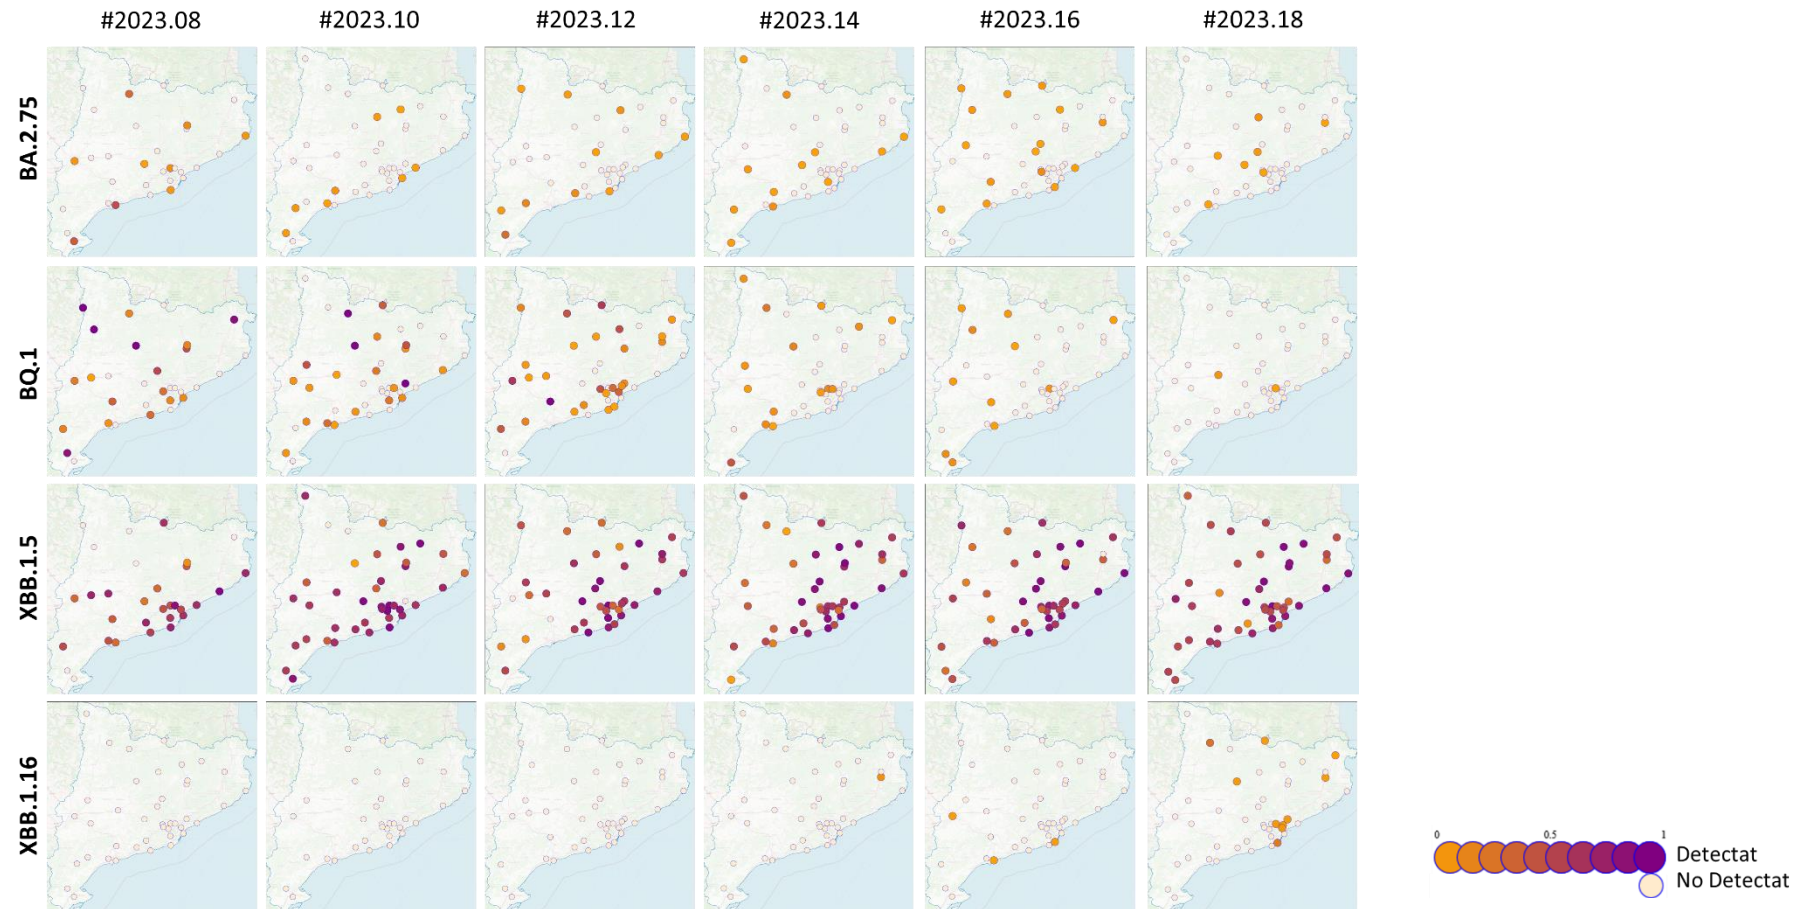 #2023.08 #2023.10 #2023.12 #2023.14 #2023.16 #2023.18
BA.2.75
BQ.1
XBB.1.5
XBB.1.16
0 0.5 1
Detectat
No Detectat